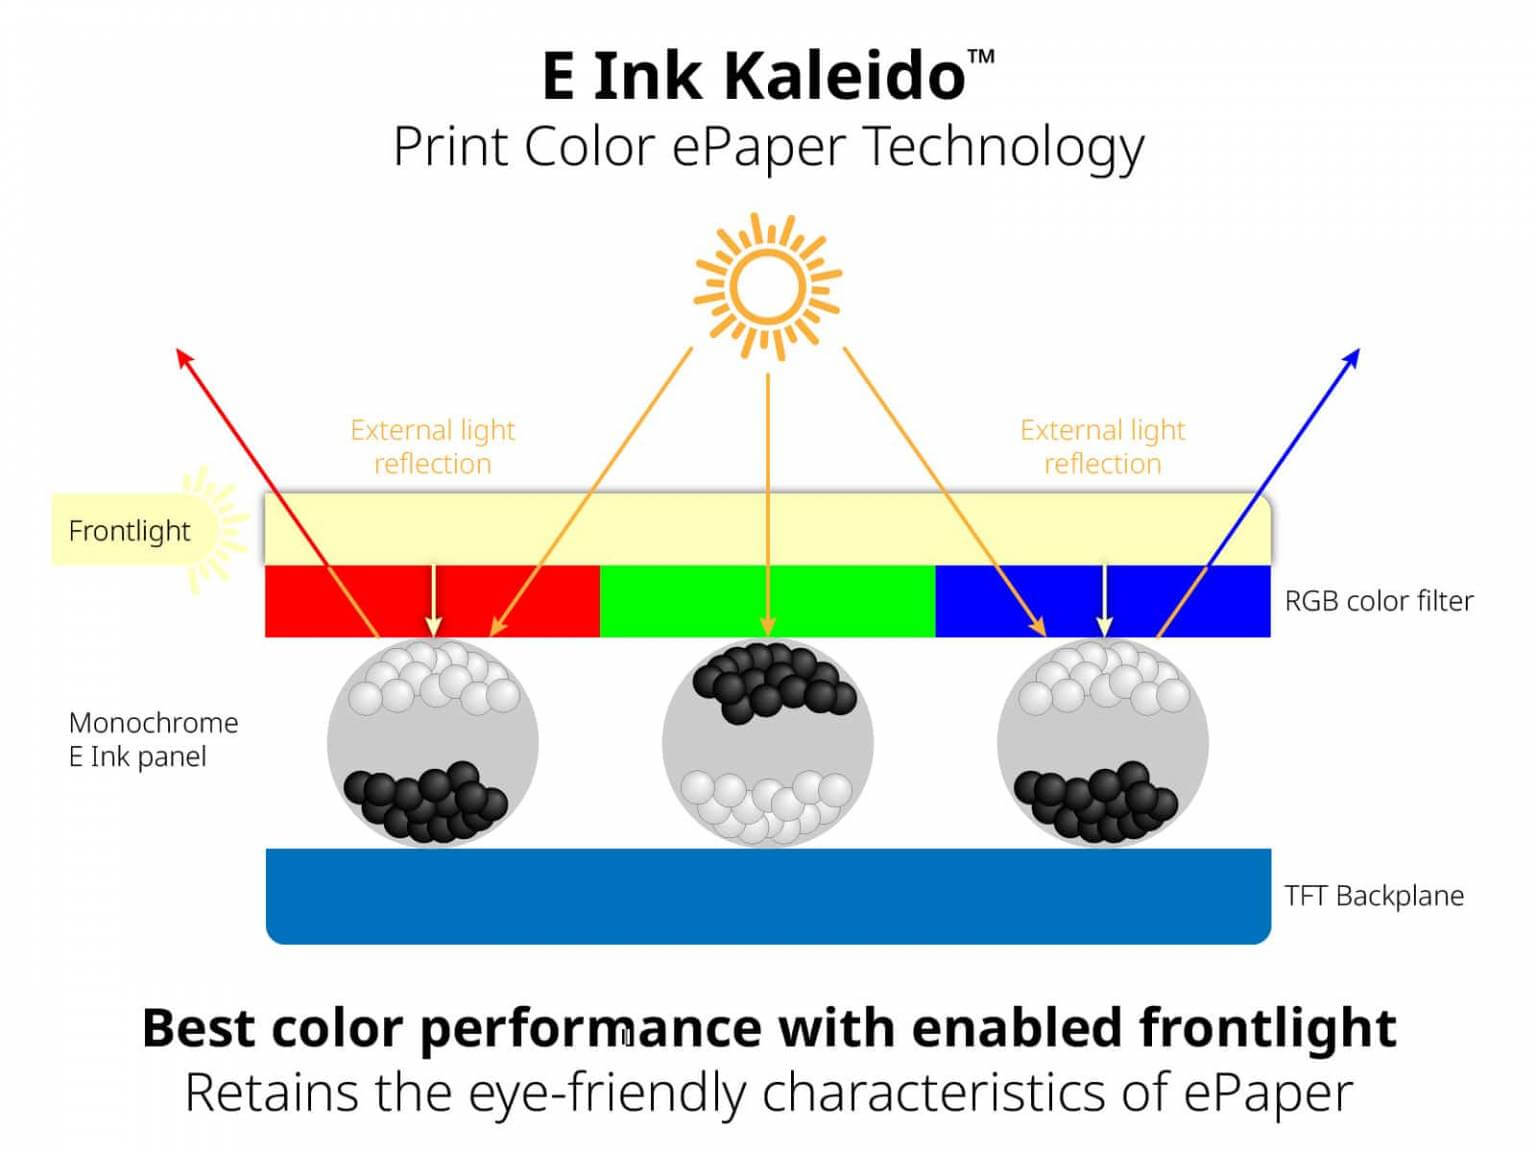 E Ink Kaleido™
Print Color ePaper Technology
External light
reflection
External light
reflection
Frontlight
RGB color filter
Monochrome
E Ink panel
TFT Backplane
Best color performance with enabled frontlight
Retains the eye-friendly characteristics of ePaper